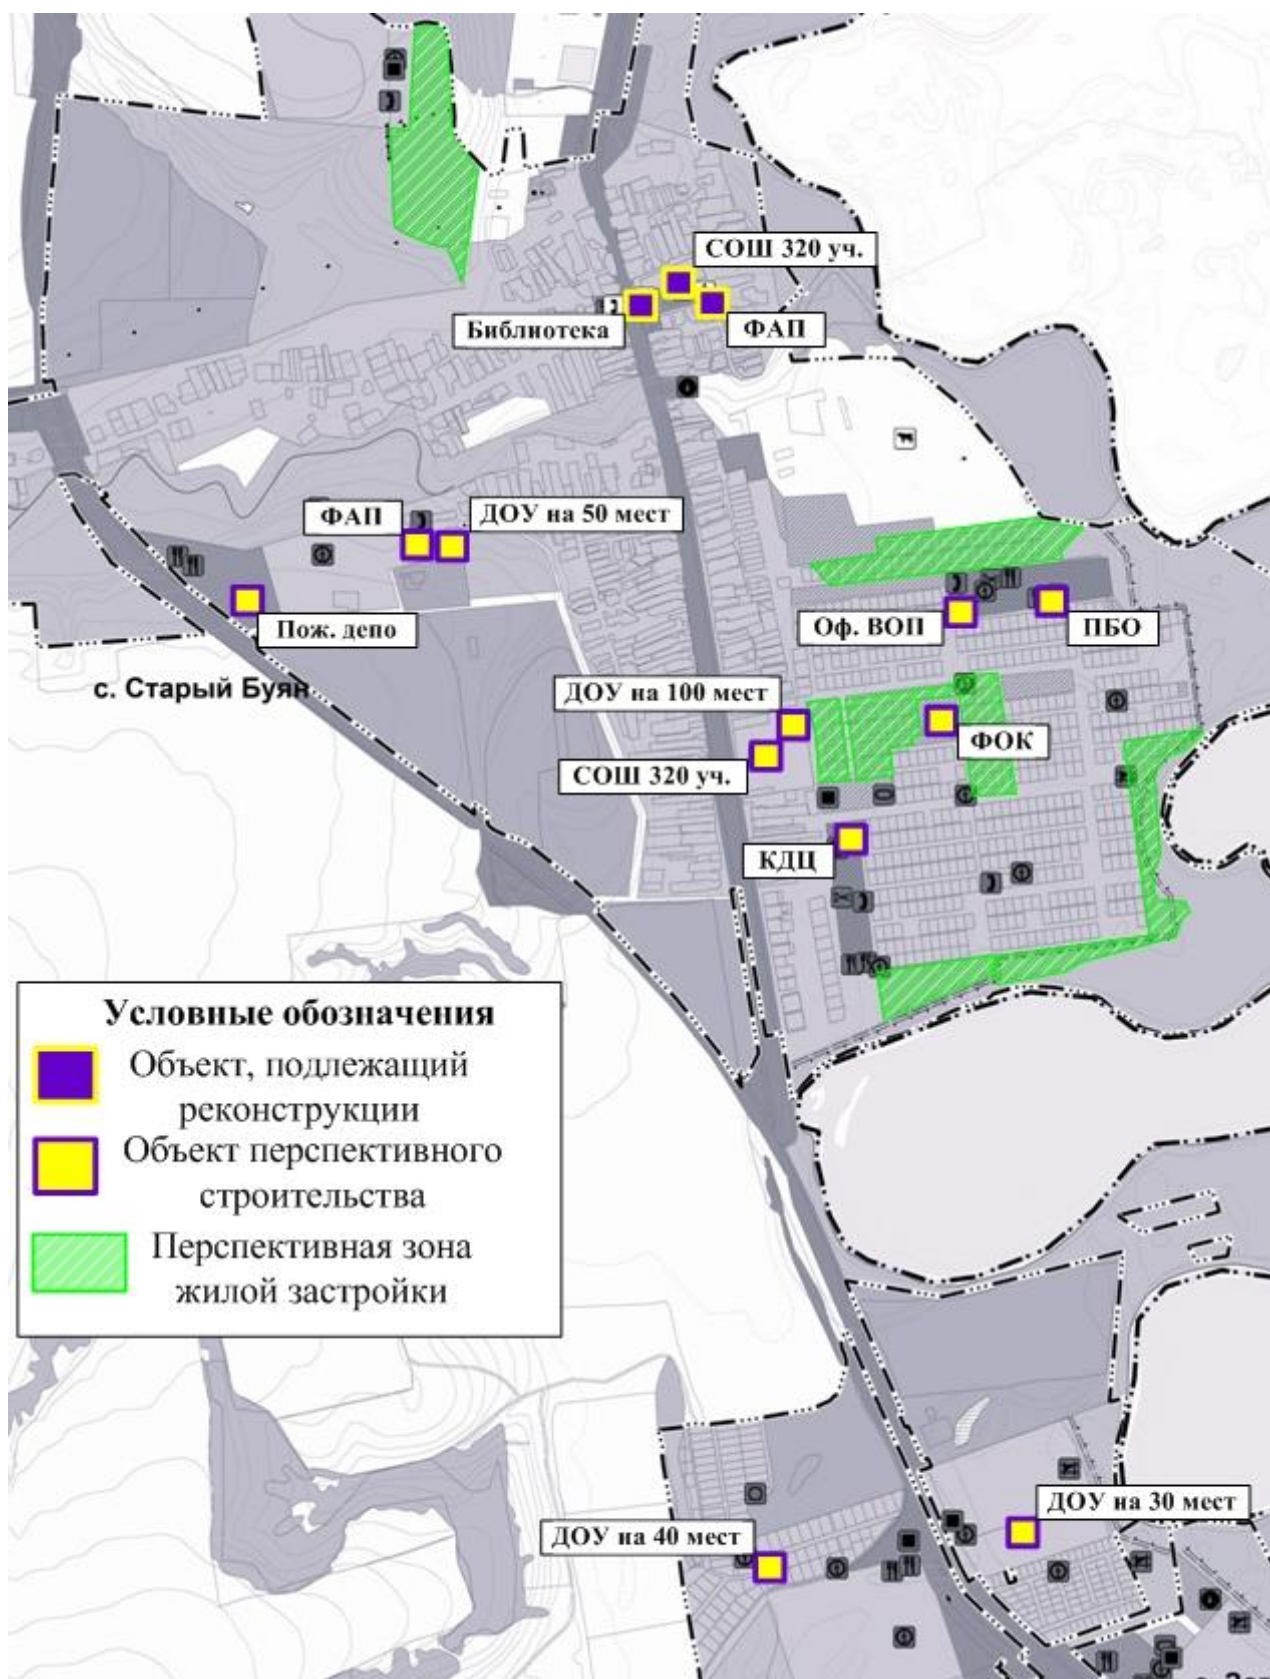 СОШ 320 уч.
Библиотека
ФАП
ФАП
ДОУ на 50 мест
Пож. депо
Оф. ВОП
ПБО
с. Старый Буян
ДОУ на 100 мест
ФОК
СОШ 320 уч.
КДЦ
Условные обозначения
Объект, подлежащий
реконструкции
Объект перспективного
строительства
Перспективная зона
жилой застройки
ДОУ на 30 мест
ДОУ на 40 мест